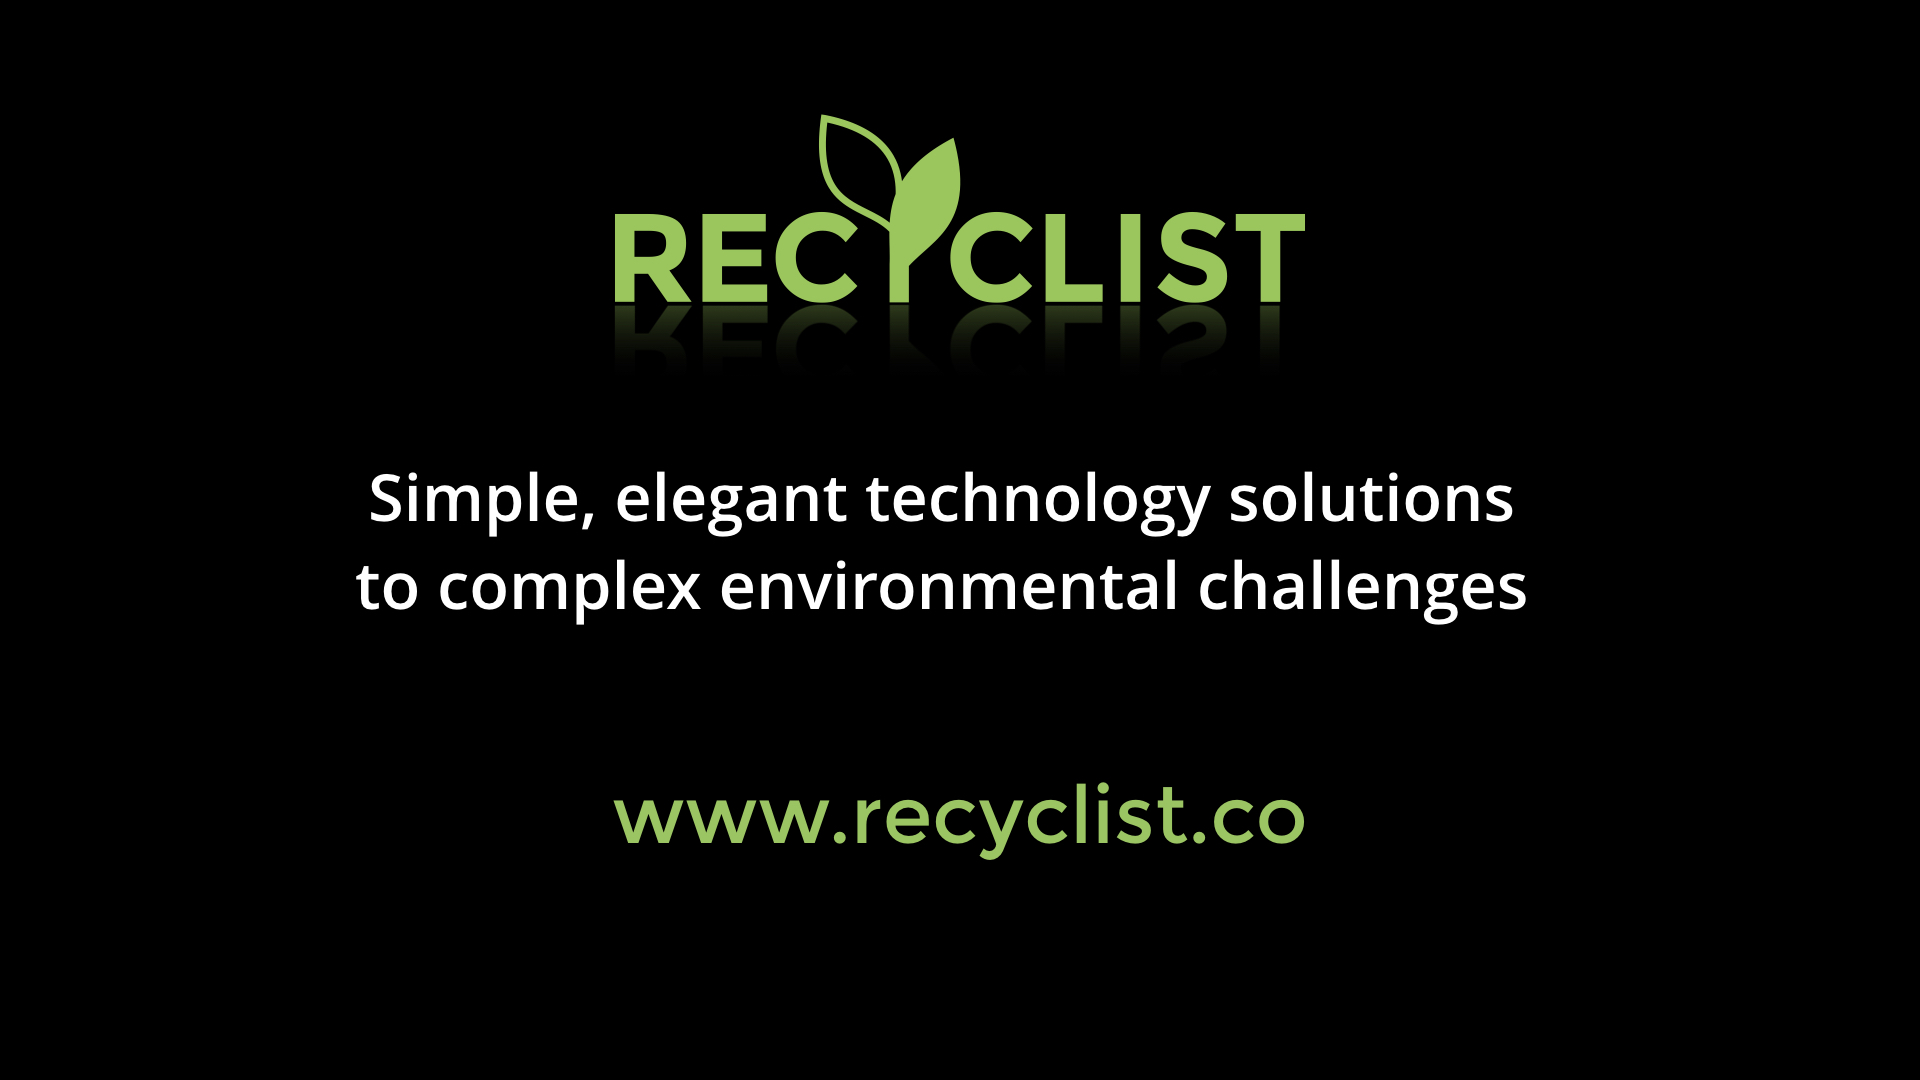 RECYCLIST
Simple, elegant technology solutions
to complex environmental challenges
www.recyclist.co